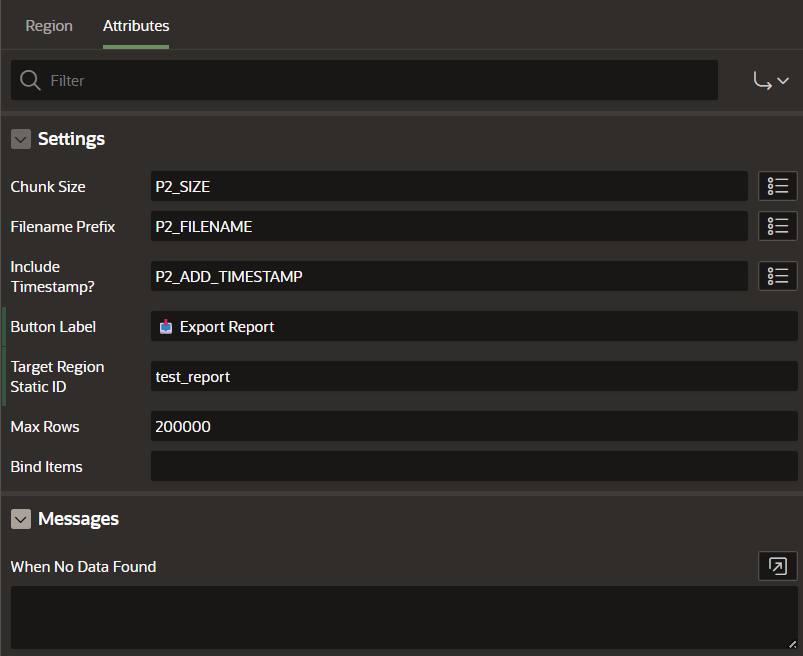 Region
Attributes
Filter
Settings
Chunk Size
P2_SIZE
Filename Prefix
P2_FILENAME
Include
Timestamp?
P2_ADD_TIMESTAMP
Button Label
📤 Export Report
Target Region
Static ID
test_report
Max Rows
200000
Bind Items
Messages
When No Data Found